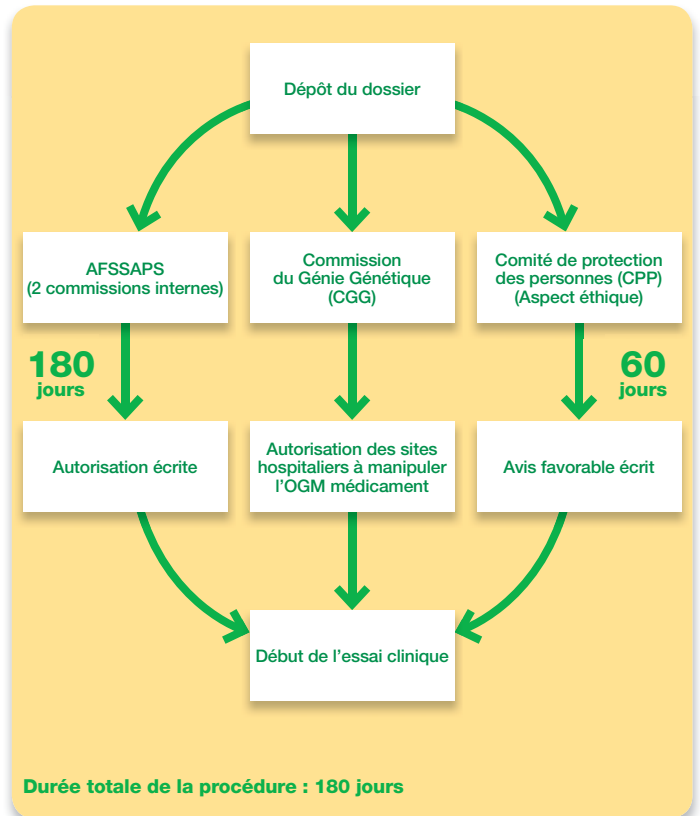 Dépôt du dossier
AFSSAPS
(2 commissions internes)
Commission
du Génie Génétique
(CGG)
Comité de protection
des personnes (CPP)
(Aspect éthique)
180
jours
60
jours
Autorisation écrite
Autorisation des sites
hospitaliers à manipuler
l’OGM médicament
Avis favorable écrit
Début de l’essai clinique
Durée totale de la procédure : 180 jours